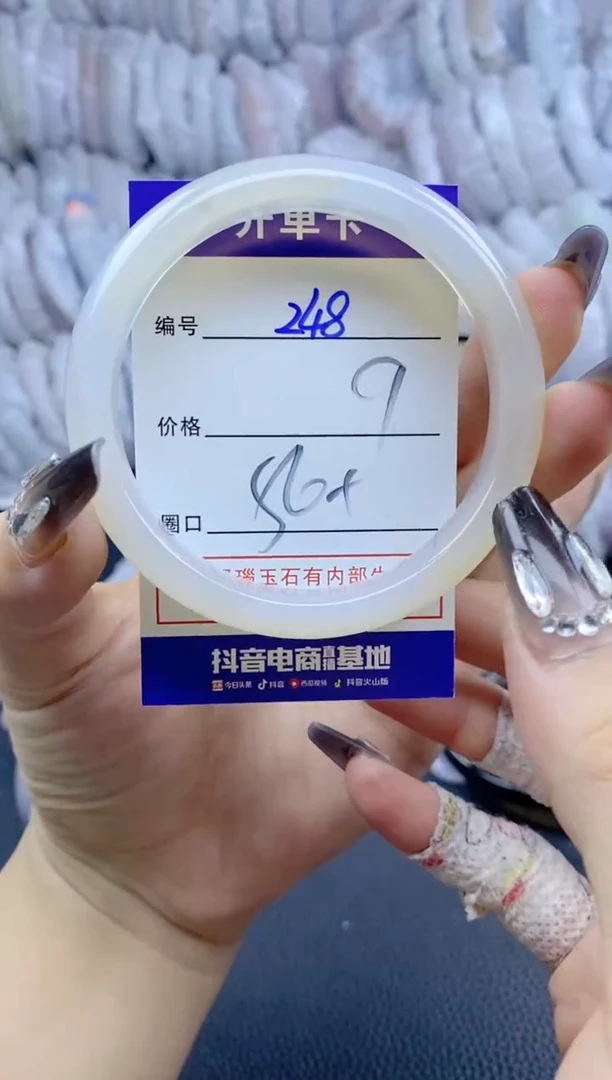 开单卡
编号 248
价格 9
圈口 56+
瑙玉石有内部
抖音电商直播基地
今日头条 抖音 西瓜视频 抖音火山版